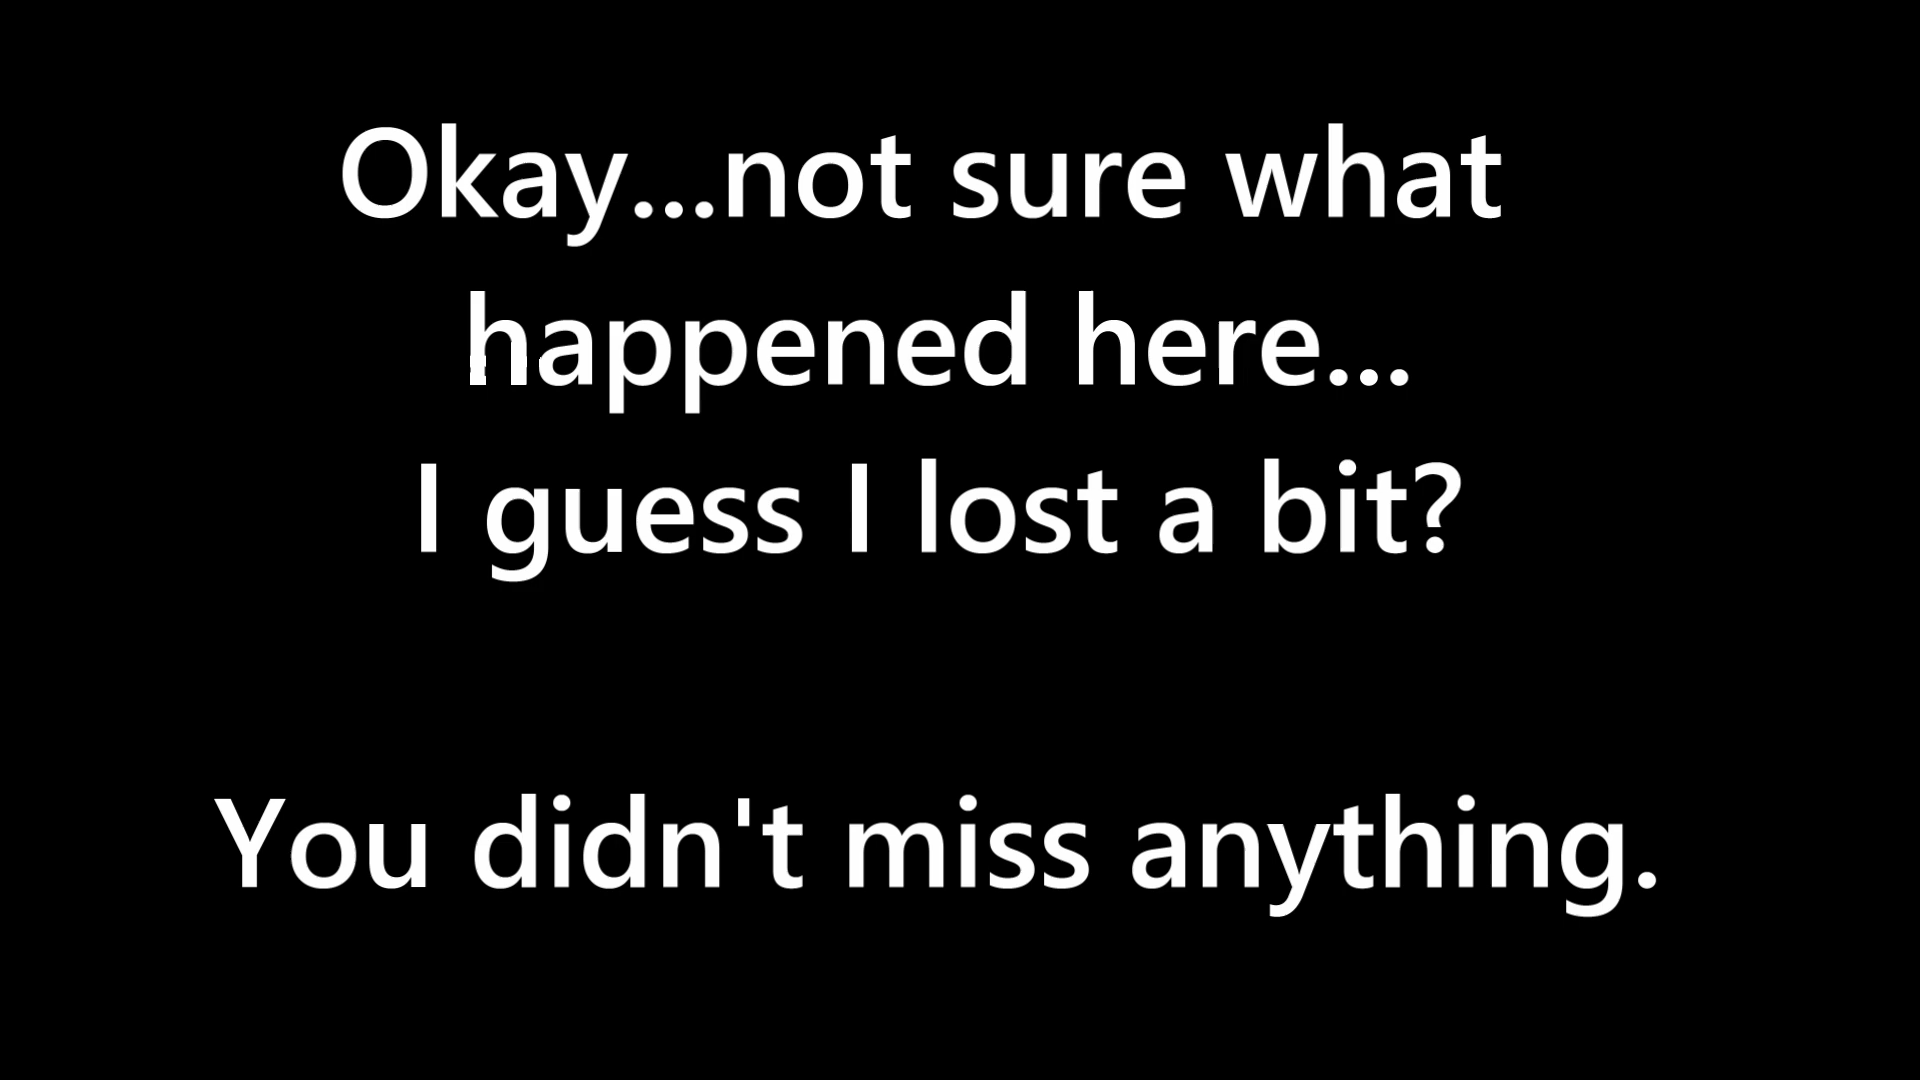 Okay...not sure what
happened here...
I guess I lost a bit?
You didn't miss anything.